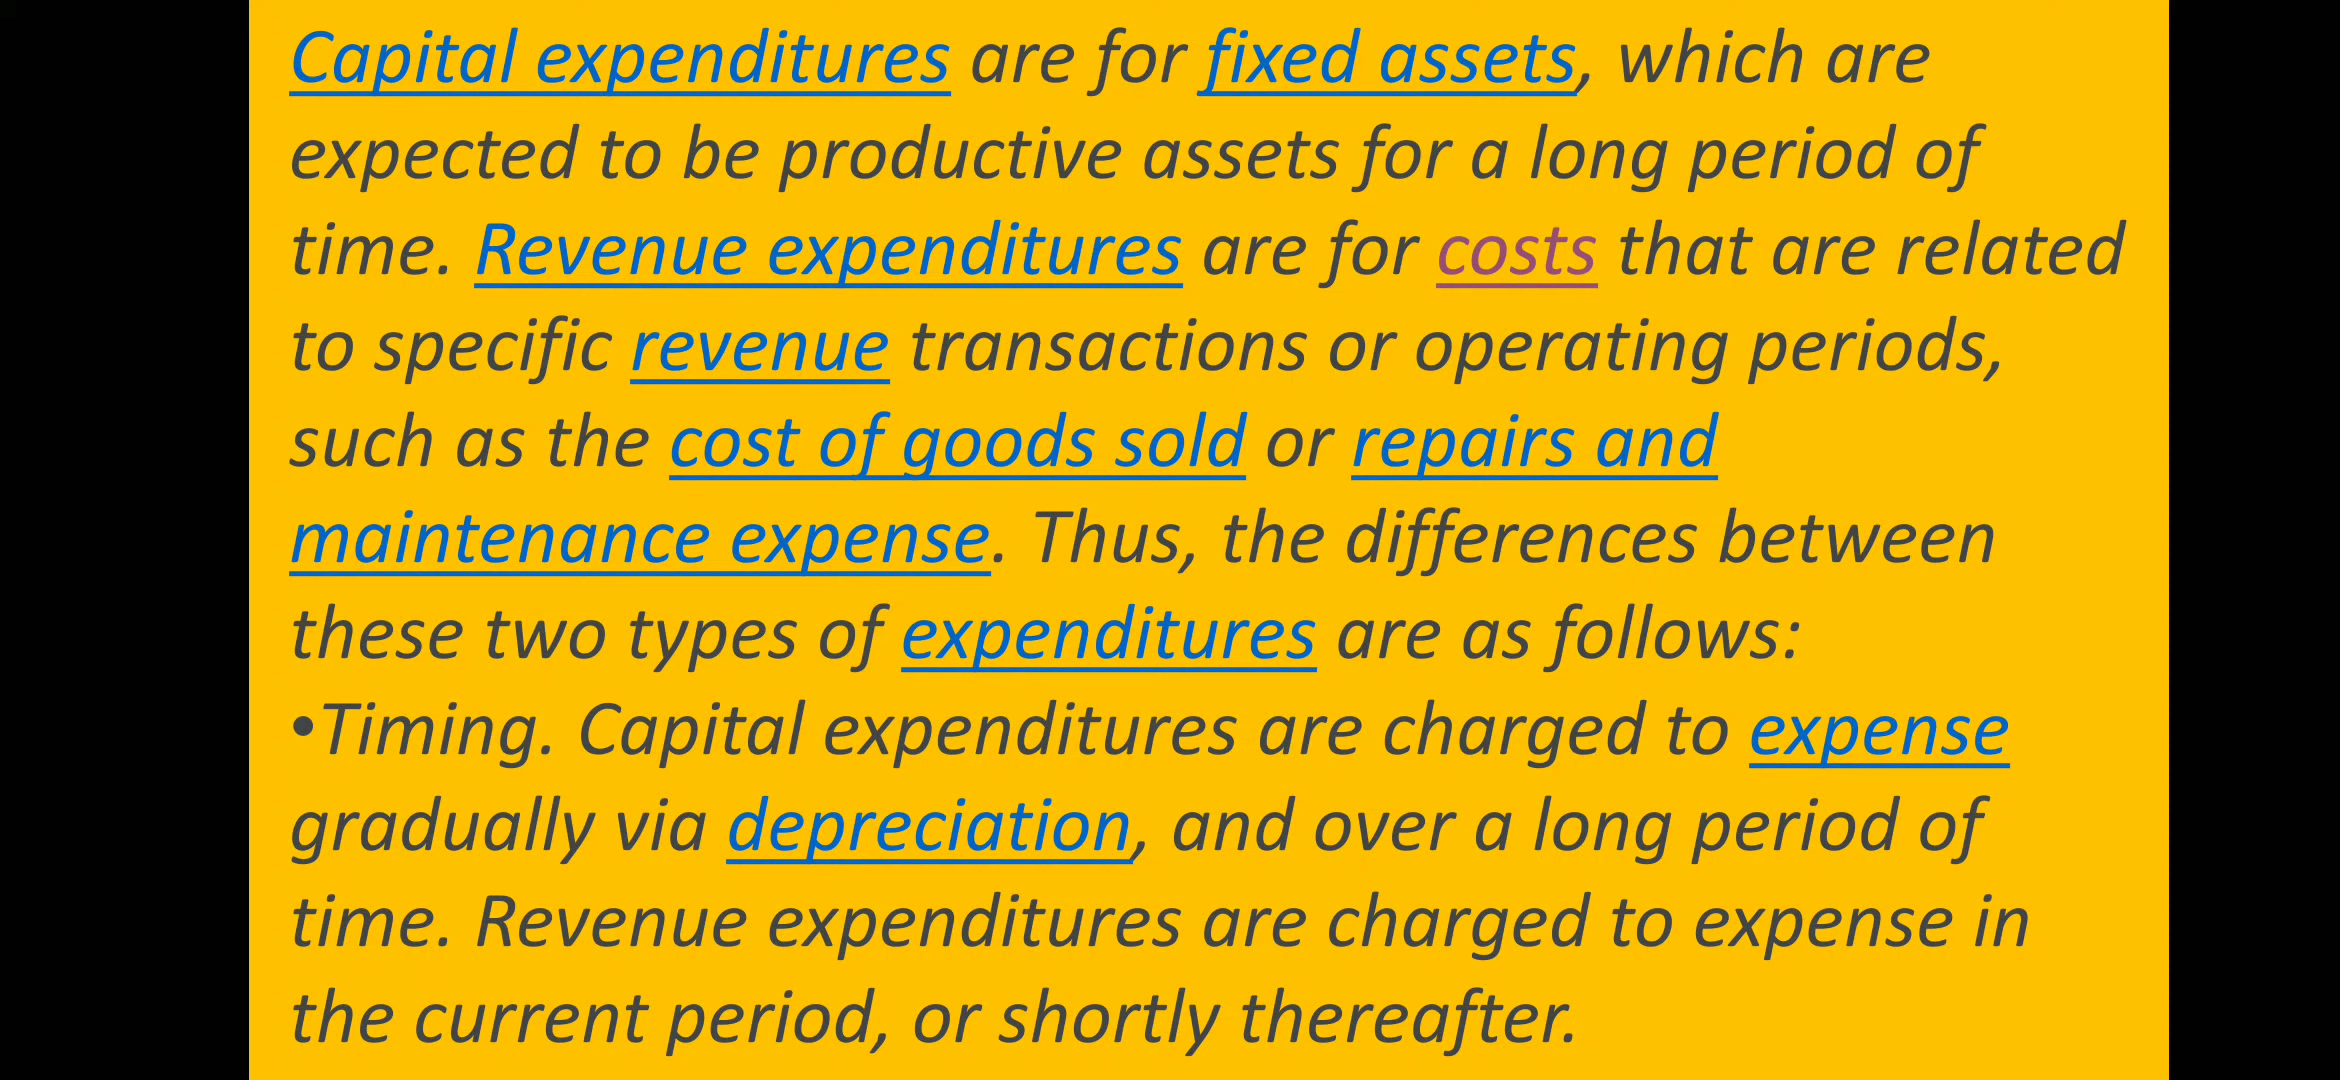 Capital expenditures are for fixed assets, which are
expected to be productive assets for a long period of
time. Revenue expenditures are for costs that are related
to specific revenue transactions or operating periods,
such as the cost of goods sold or repairs and
maintenance expense. Thus, the differences between
these two types of expenditures are as follows:
•Timing. Capital expenditures are charged to expense
gradually via depreciation, and over a long period of
time. Revenue expenditures are charged to expense in
the current period, or shortly thereafter.